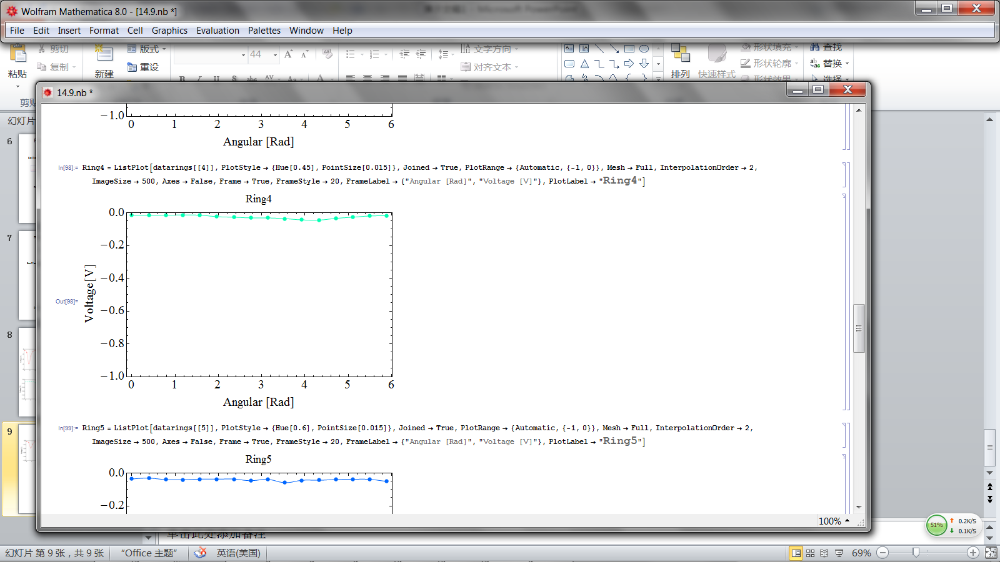 Wolfram Mathematica 8.0 - [14.9.nb *]
File Edit Insert Format Cell Graphics Evaluation Palettes Window Help
剪切 版式 44 文字方向 形状填充 查找
粘贴 复制 新建 重设 对齐文本 排列 快速样式 形状轮廓 替换
形状效果 选择
14.9.nb *
幻灯片
6
7
8
9
−1.0
0 1 2 3 4 5 6
Angular [Rad]
In[98]:= Ring4 = ListPlot[datarings[[4]], PlotStyle → {Hue[0.45], PointSize[0.015]}, Joined → True, PlotRange → {Automatic, {-1, 0}}, Mesh → Full, InterpolationOrder → 2,
ImageSize → 500, Axes → False, Frame → True, FrameStyle → 20, FrameLabel → {"Angular [Rad]", "Voltage [V]"}, PlotLabel → "Ring4"]
Ring4
0.0
−0.2
−0.4
−0.6
−0.8
−1.0
Voltage[V]
Out[98]=
0 1 2 3 4 5 6
Angular [Rad]
In[99]:= Ring5 = ListPlot[datarings[[5]], PlotStyle → {Hue[0.6], PointSize[0.015]}, Joined → True, PlotRange → {Automatic, {-1, 0}}, Mesh → Full, InterpolationOrder → 2,
ImageSize → 500, Axes → False, Frame → True, FrameStyle → 20, FrameLabel → {"Angular [Rad]", "Voltage [V]"}, PlotLabel → "Ring5"]
Ring5
0.0
−0.2
100%
51% 0.2K/S
0.1K/S
单击此处添加备注
幻灯片 第 9 张，共 9 张 "Office 主题" 英语(美国) 69%